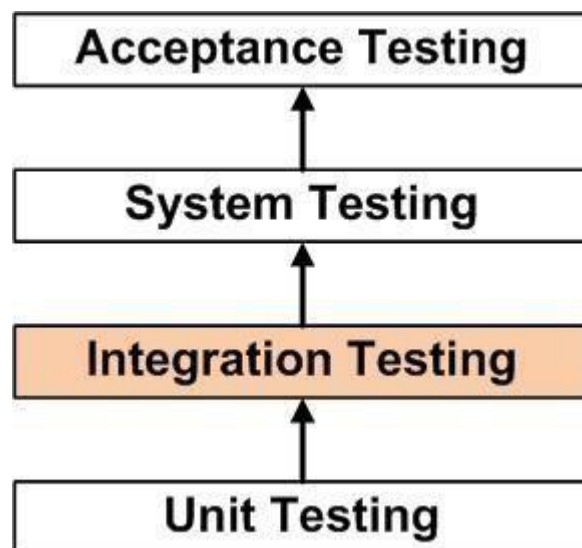 Acceptance Testing
System Testing
Integration Testing
Unit Testing